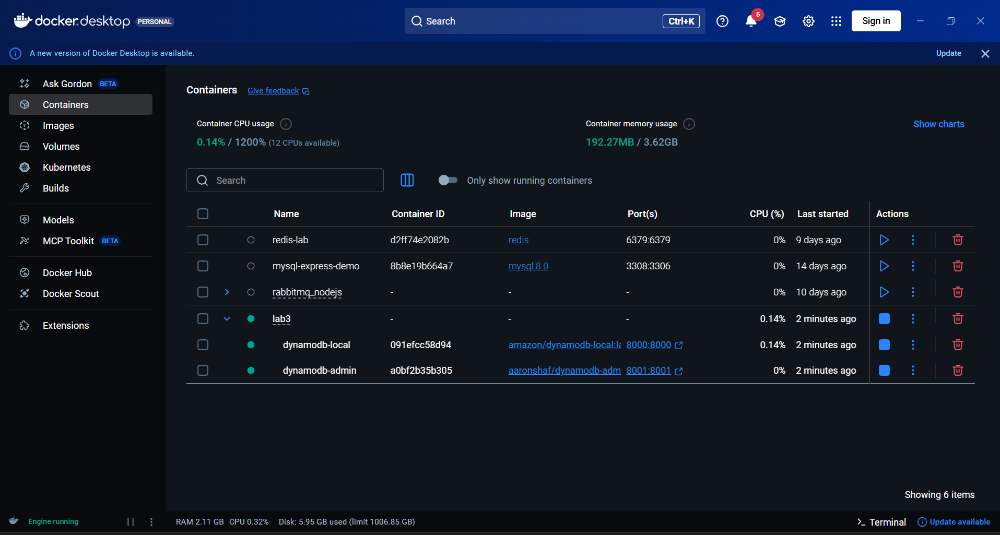 docker.desktop PERSONAL
Search Ctrl+K
5
Sign in
A new version of Docker Desktop is available. Update
Ask Gordon BETA
Containers
Images
Volumes
Kubernetes
Builds
Models
MCP Toolkit BETA
Docker Hub
Docker Scout
Extensions
Containers Give feedback
Container CPU usage
0.14% / 1200% (12 CPUs available)
Container memory usage
192.27MB / 3.62GB
Show charts
Search
Only show running containers
Name Container ID Image Port(s) CPU (%) Last started Actions
redis-lab d2ff74e2082b redis 6379:6379 0% 9 days ago
mysql-express-demo 8b8e19b664a7 mysql:8.0 3308:3306 0% 14 days ago
rabbitmq_nodejs - - - 0% 10 days ago
lab3 - - - 0.14% 2 minutes ago
dynamodb-local 091efcc58d94 amazon/dynamodb-local:la 8000:8000 0.14% 2 minutes ago
dynamodb-admin a0bf2b35b305 aaronshaf/dynamodb-adm 8001:8001 0% 2 minutes ago
Showing 6 items
Engine running
RAM 2.11 GB CPU 0.32% Disk: 5.95 GB used (limit 1006.85 GB)
Terminal
Update available